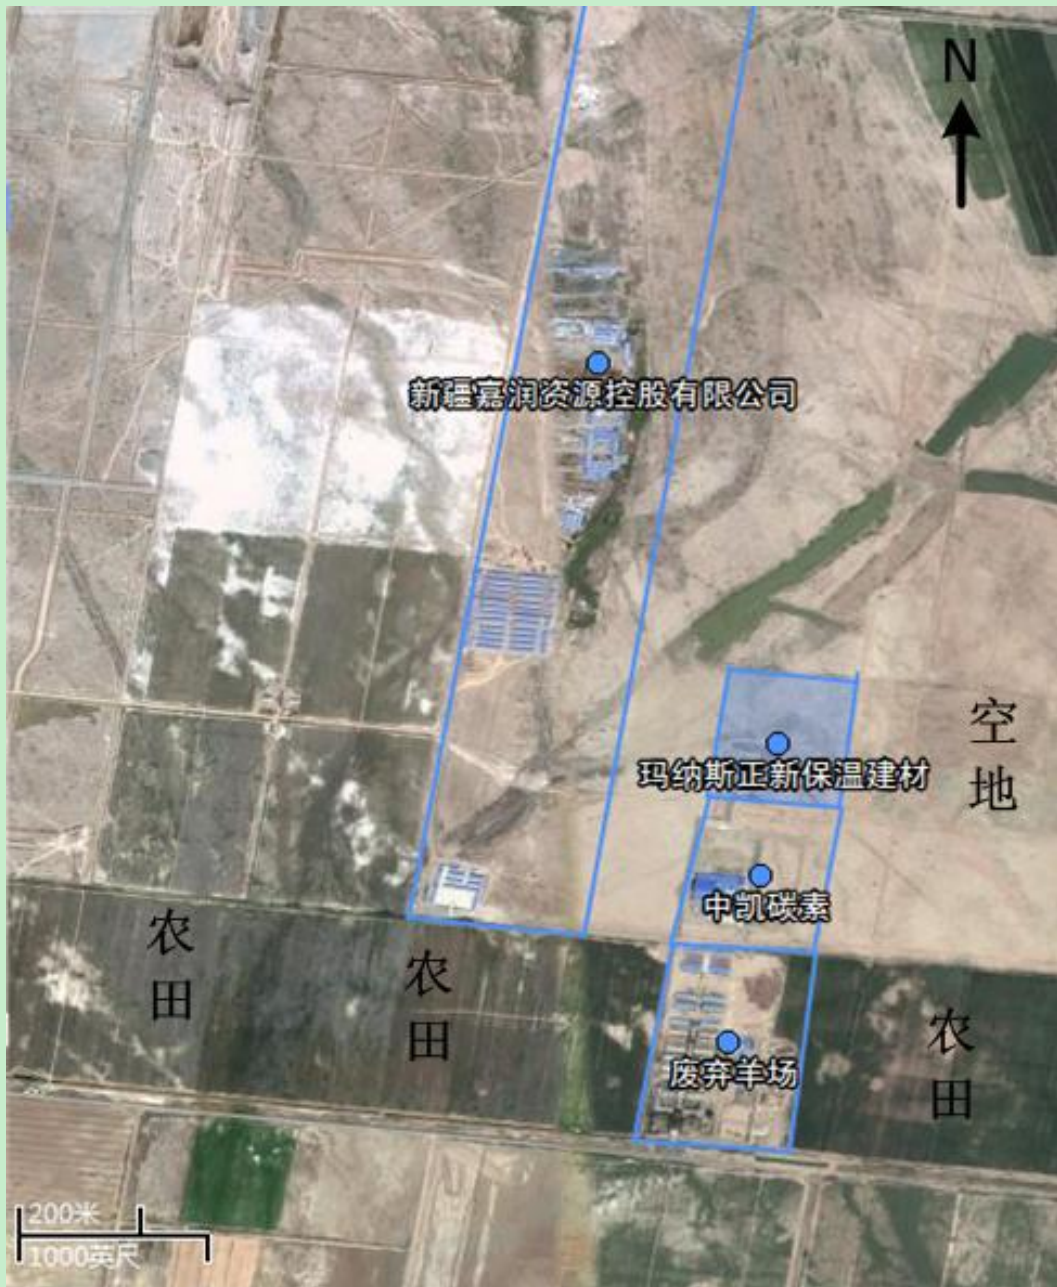 N
新疆嘉润资源控股有限公司
空地
玛纳斯正新保温建材
中凯碳素
农田
农田
农田
废弃羊场
200米
1000英尺